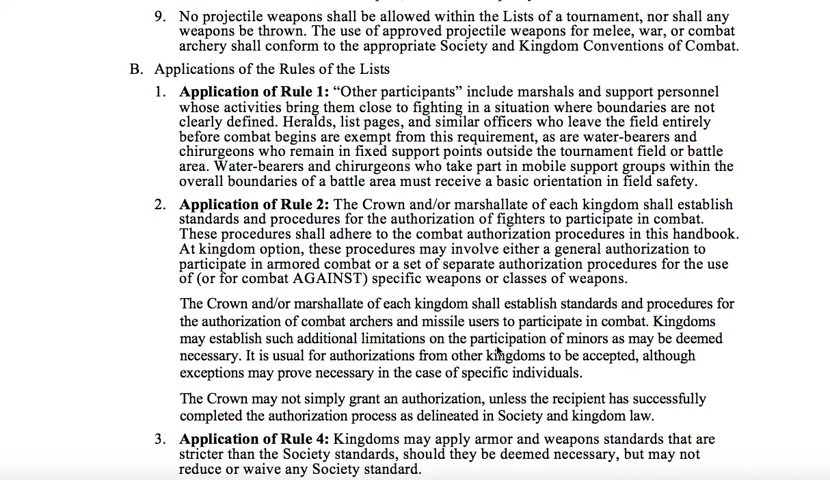 9. No projectile weapons shall be allowed within the Lists of a tournament, nor shall any
weapons be thrown. The use of approved projectile weapons for melee, war, or combat
archery shall conform to the appropriate Society and Kingdom Conventions of Combat.
B. Applications of the Rules of the Lists
1. Application of Rule 1: “Other participants” include marshals and support personnel
whose activities bring them close to fighting in a situation where boundaries are not
clearly defined. Heralds, list pages, and similar officers who leave the field entirely
before combat begins are exempt from this requirement, as are water-bearers and
chirurgeons who remain in fixed support points outside the tournament field or battle
area. Water-bearers and chirurgeons who take part in mobile support groups within the
overall boundaries of a battle area must receive a basic orientation in field safety.
2. Application of Rule 2: The Crown and/or marshallate of each kingdom shall establish
standards and procedures for the authorization of fighters to participate in combat.
These procedures shall adhere to the combat authorization procedures in this handbook.
At kingdom option, these procedures may involve either a general authorization to
participate in armored combat or a set of separate authorization procedures for the use
of (or for combat AGAINST) specific weapons or classes of weapons.
The Crown and/or marshallate of each kingdom shall establish standards and procedures for
the authorization of combat archers and missile users to participate in combat. Kingdoms
may establish such additional limitations on the participation of minors as may be deemed
necessary. It is usual for authorizations from other kingdoms to be accepted, although
exceptions may prove necessary in the case of specific individuals.
The Crown may not simply grant an authorization, unless the recipient has successfully
completed the authorization process as delineated in Society and kingdom law.
3. Application of Rule 4: Kingdoms may apply armor and weapons standards that are
stricter than the Society standards, should they be deemed necessary, but may not
reduce or waive any Society standard.